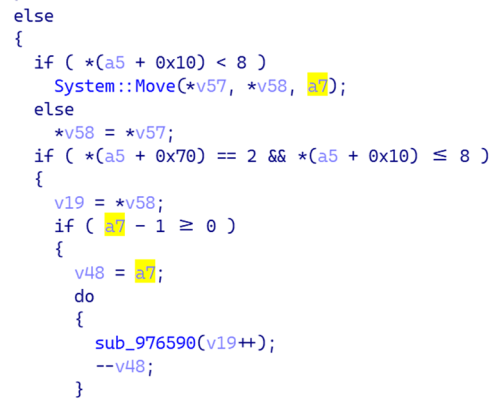 else
{
if ( *(a5 + 0x10) < 8 )
System::Move(*v57, *v58, a7);
else
*v58 = *v57;
if ( *(a5 + 0x70) == 2 && *(a5 + 0x10) ≤ 8 )
{
v19 = *v58;
if ( a7 - 1 ≥ 0 )
{
v48 = a7;
do
{
sub_976590(v19++);
--v48;
}